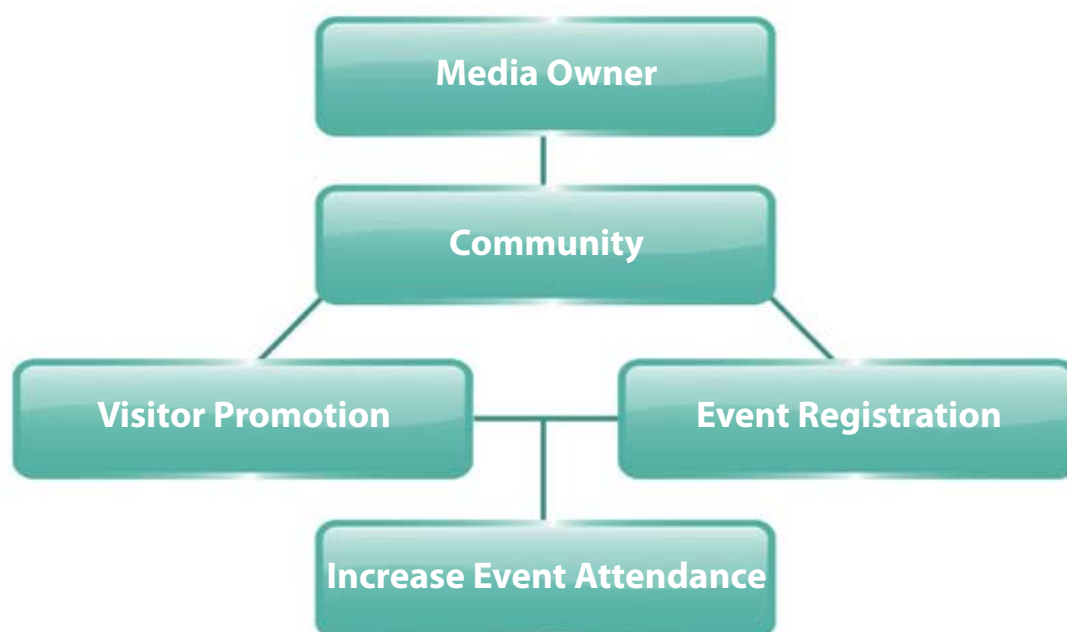 Media Owner
Community
Visitor Promotion
Event Registration
Increase Event Attendance